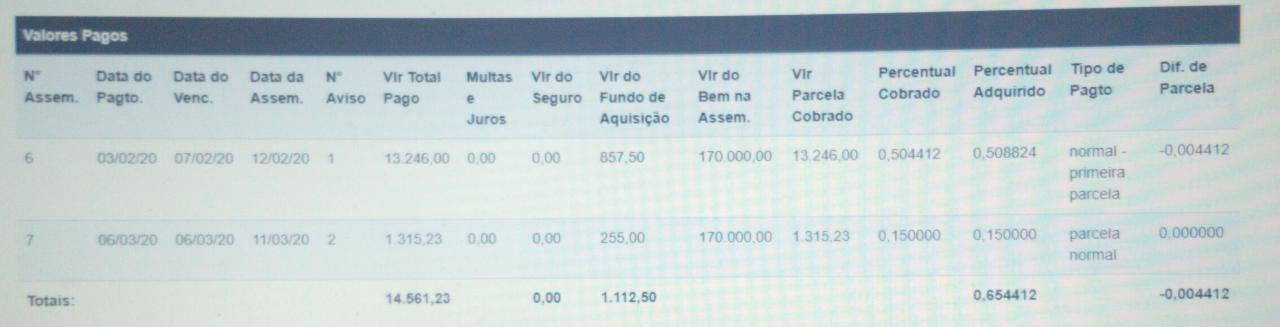 Valores Pagos
N° Assem. Data do Pagto. Data do Venc. Data da Assem. N° Aviso Vlr Total Pago Multas e Juros Vlr do Seguro Vlr do Fundo de Aquisição Vlr do Bem na Assem. Vlr Parcela Cobrado Percentual Cobrado Percentual Adquirido Tipo de Pagto Dif. de Parcela
6 03/02/20 07/02/20 12/02/20 1 13.246,00 0,00 0,00 857,50 170.000,00 13.246,00 0,504412 0,508824 normal - primeira parcela -0,004412
7 06/03/20 06/03/20 11/03/20 2 1.315,23 0,00 0,00 255,00 170.000,00 1.315,23 0,150000 0,150000 parcela normal 0,000000
Totais: 14.561,23 0,00 1.112,50 0,654412 -0,004412